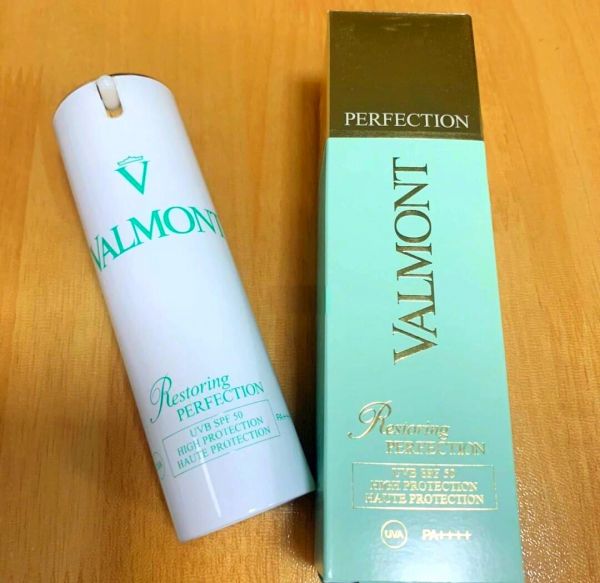 V
VALMONT
Restoring
PERFECTION
UVB SPF 50
HIGH PROTECTION
HAUTE PROTECTION
PERFECTION
VALMONT
Restoring
PERFECTION
UVB SPF 50
HIGH PROTECTION
HAUTE PROTECTION
UVA PA++++